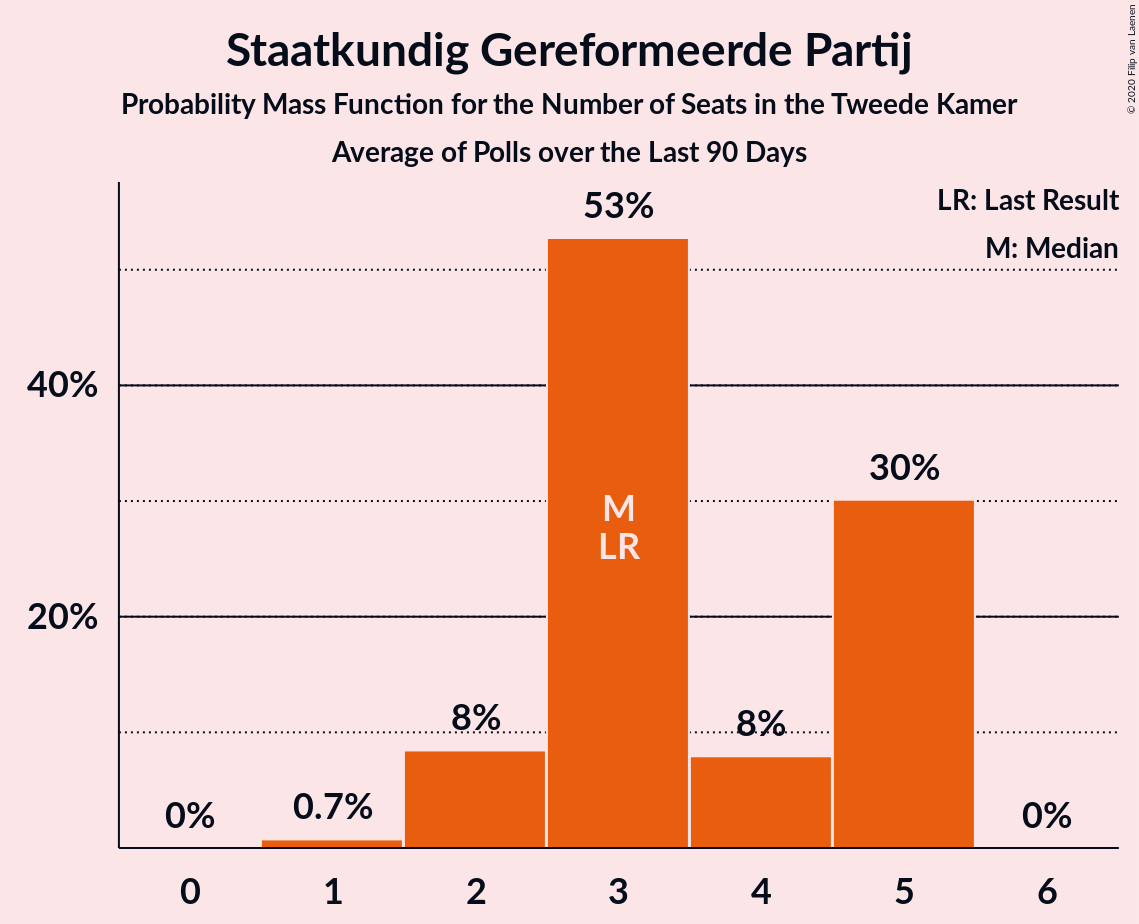 Staatkundig Gereformeerde Partij
Probability Mass Function for the Number of Seats in the Tweede Kamer
Average of Polls over the Last 90 Days
© 2020 Filip van Laenen
LR: Last Result
M: Median
53%
40%
30%
M
LR
20%
8%
8%
0.7%
0%
0%
0 1 2 3 4 5 6